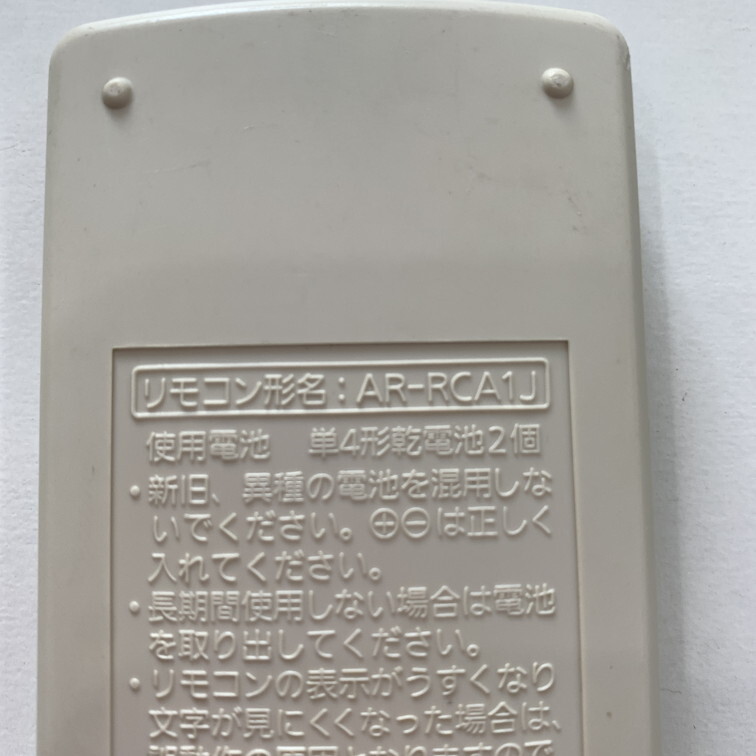 リモコン形名：AR-RCA1J
使用電池　単4形乾電池2個
・新旧、異種の電池を混用しな
いでください。⊕⊖は正しく
入れてください。
・長期間使用しない場合は電池
を取り出してください。
・リモコンの表示がうすくなり
文字が見にくくなった場合は、